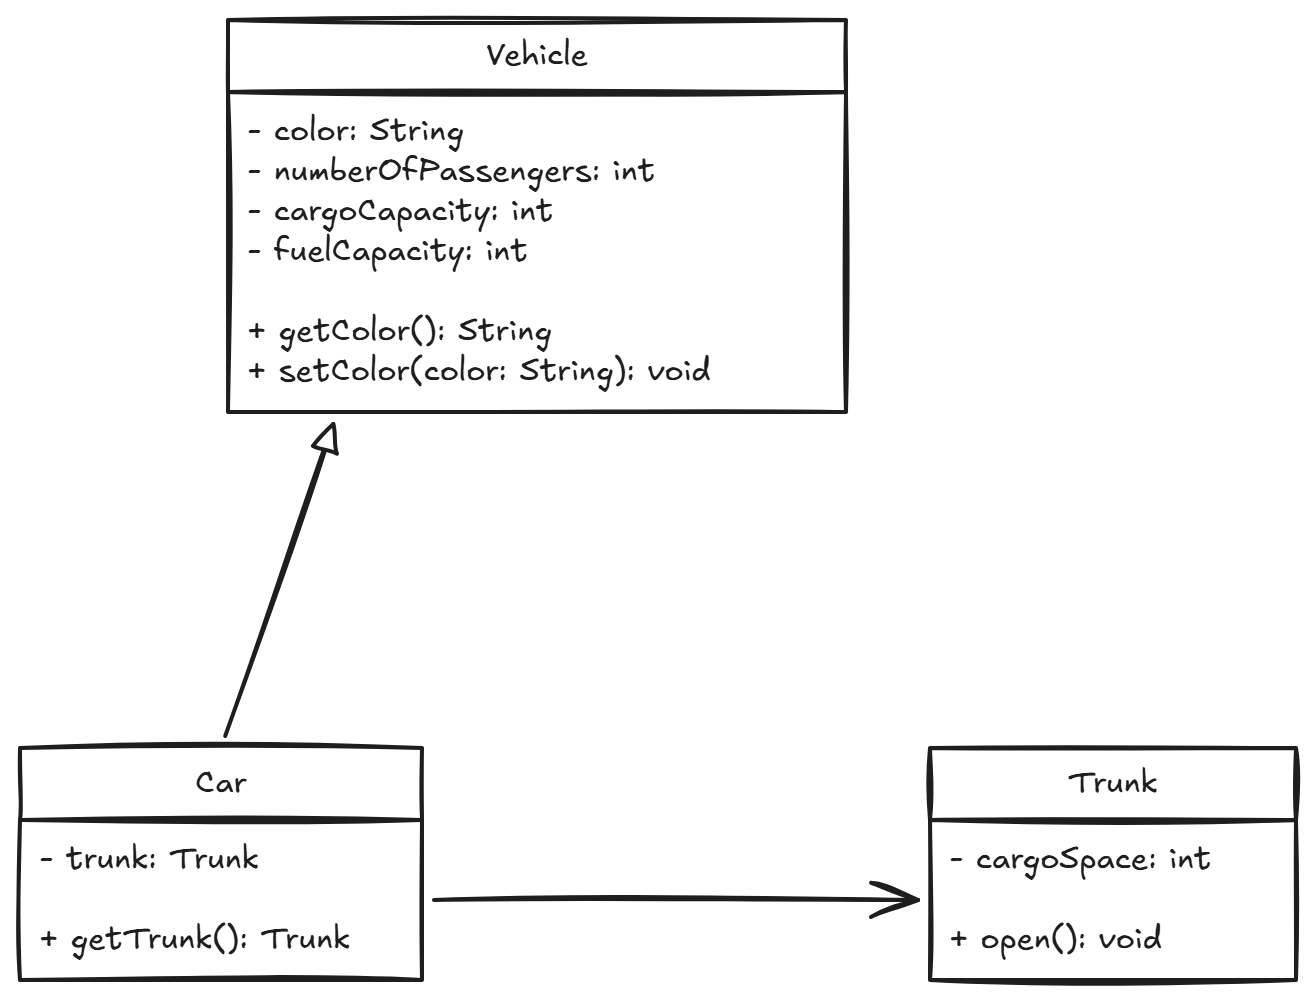 Vehicle
- color: String
- numberOfPassengers: int
- cargoCapacity: int
- fuelCapacity: int
+ getColor(): String
+ setColor(color: String): void
Car
- trunk: Trunk
+ getTrunk(): Trunk
Trunk
- cargoSpace: int
+ open(): void